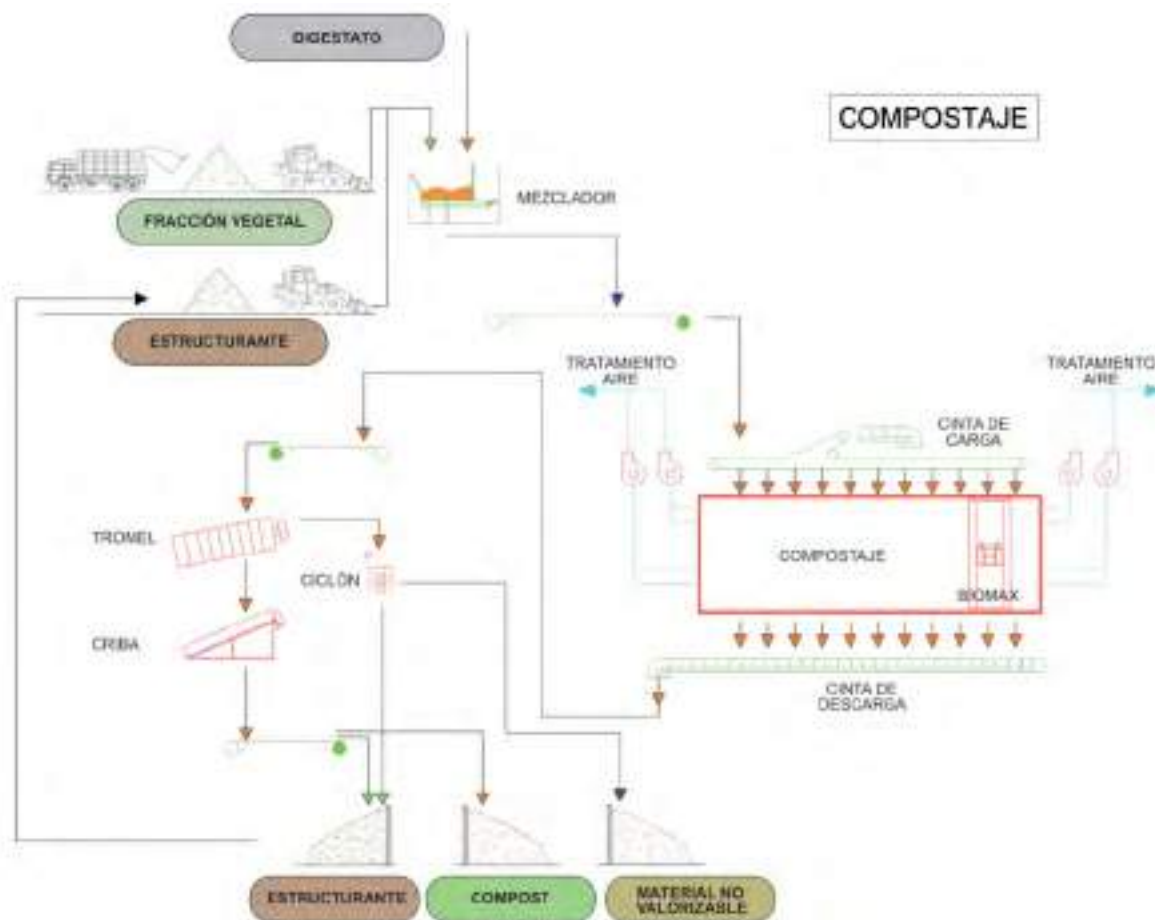 DIGESTATO
COMPOSTAJE
MEZCLADOR
FRACCIÓN VEGETAL
ESTRUCTURANTE
TRATAMIENTO
AIRE
TRATAMIENTO
AIRE
CINTA DE
CARGA
TROMEL
CICLÓN
COMPOSTAJE
BIOMAX
CRIBA
CINTA DE
DESCARGA
ESTRUCTURANTE
COMPOST
MATERIAL NO
VALORIZABLE